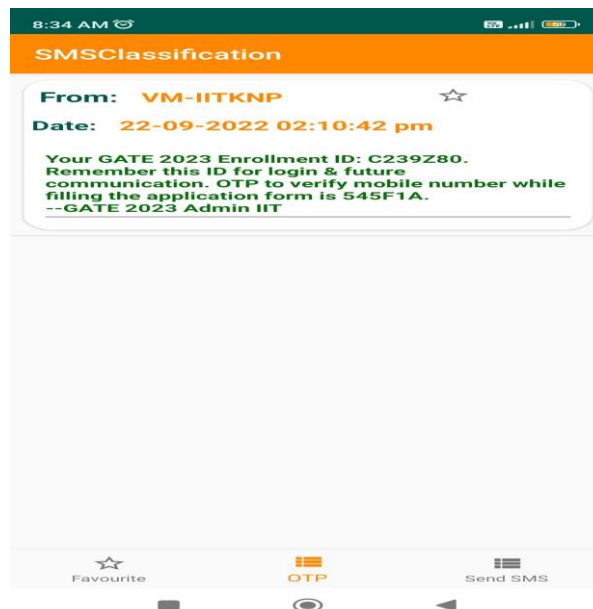 8:34 AM
SMSClassification
From: VM-IITKNP
Date: 22-09-2022 02:10:42 pm
Your GATE 2023 Enrollment ID: C239Z80.
Remember this ID for login & future
communication. OTP to verify mobile number while
filling the application form is 545F1A.
--GATE 2023 Admin IIT
Favourite OTP Send SMS